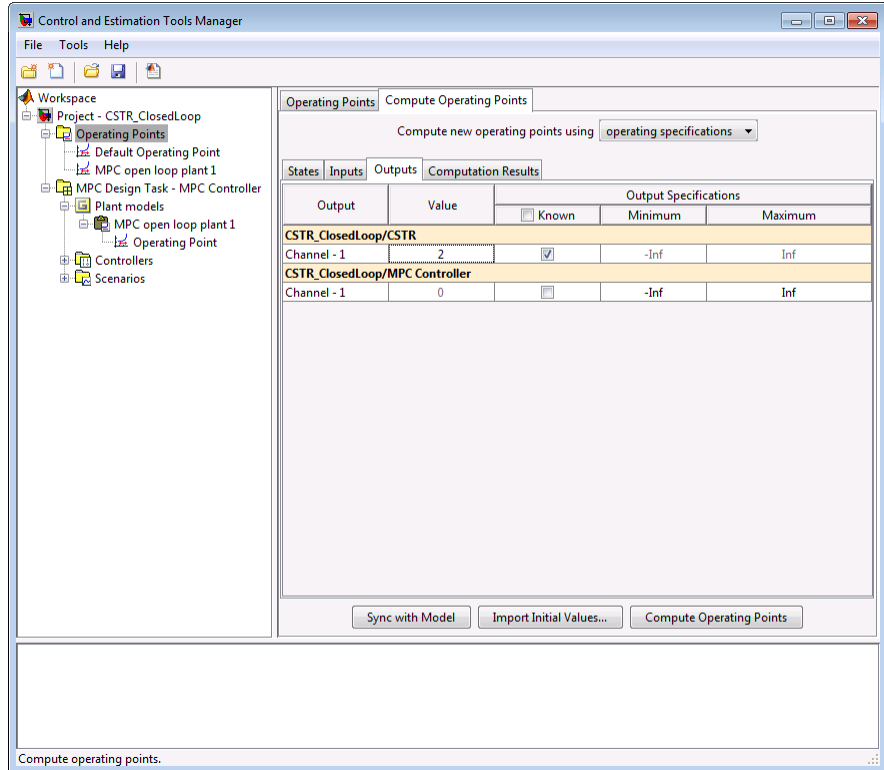 Control and Estimation Tools Manager
File Tools Help
Workspace
Project - CSTR_ClosedLoop
Operating Points
Default Operating Point
MPC open loop plant 1
MPC Design Task - MPC Controller
Plant models
MPC open loop plant 1
Operating Point
Controllers
Scenarios
Operating Points Compute Operating Points
Compute new operating points using operating specifications
States Inputs Outputs Computation Results
Output Value Output Specifications
Known Minimum Maximum
CSTR_ClosedLoop/CSTR
Channel - 1 2 -Inf Inf
CSTR_ClosedLoop/MPC Controller
Channel - 1 0 -Inf Inf
Sync with Model Import Initial Values... Compute Operating Points
Compute operating points.